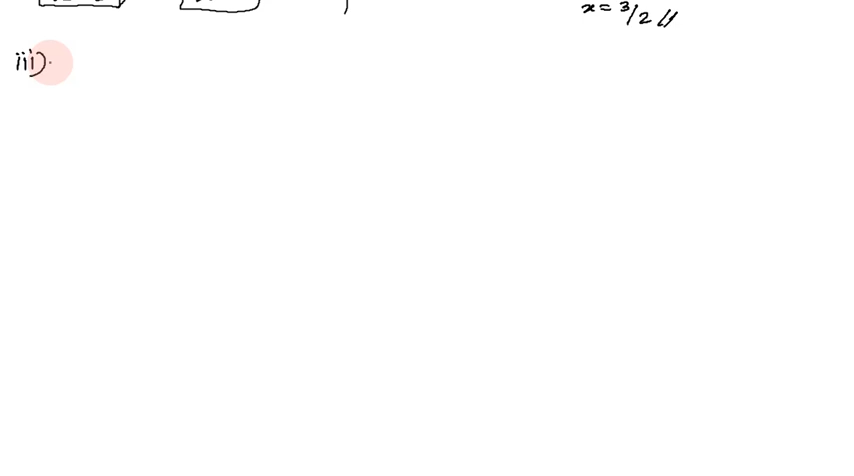 x = 3/2 //
iii)